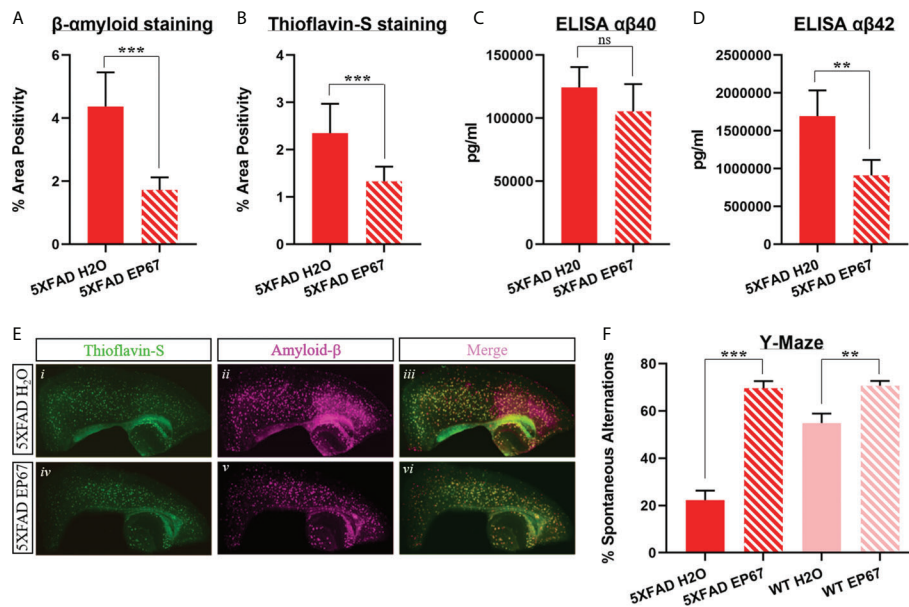 A
β-αmyloid staining
***
6
4
2
0
% Area Positivity
5XFAD H2O
5XFAD EP67
B
Thioflavin-S staining
***
4
3
2
1
0
% Area Positivity
5XFAD H2O
5XFAD EP67
C
ELISA αβ40
ns
150000
100000
50000
0
pg/ml
5XFAD H20
5XFAD EP67
D
ELISA αβ42
**
2500000
2000000
1500000
1000000
500000
0
pg/ml
5XFAD H20
5XFAD EP67
E
Thioflavin-S
Amyloid-β
Merge
5XFAD H₂O
i
ii
iii
5XFAD EP67
iv
v
vi
F
Y-Maze
***
**
80
60
40
20
0
% Spontaneous Alternations
5XFAD H2O
5XFAD EP67
WT H2O
WT EP67